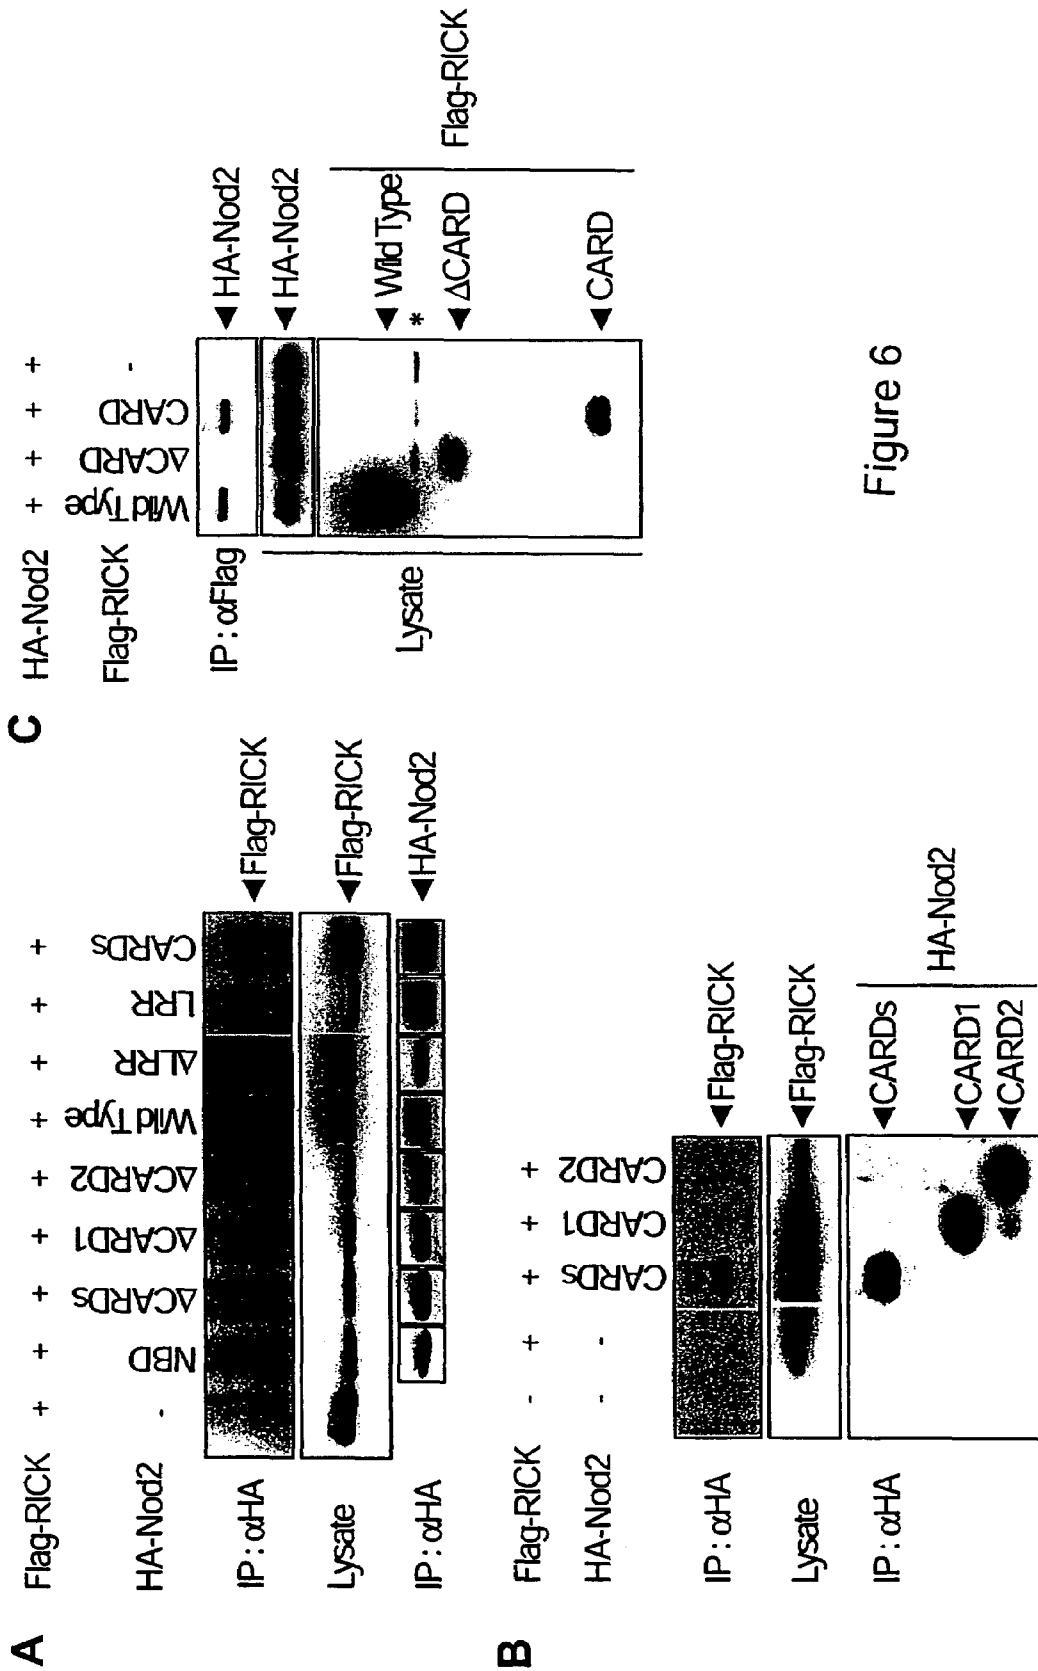 A
Flag-RICK + + + + + + + + +
HA-Nod2 - NBD ΔCARDs ΔCARD1 ΔCARD2 Wild Type ΔLRR LRR CARDs
IP: αHA ◀Flag-RICK
Lysate ◀Flag-RICK
IP: αHA ◀HA-Nod2
B
Flag-RICK - + + + +
HA-Nod2 - - CARDs CARD1 CARD2
IP: αHA ◀Flag-RICK
Lysate ◀Flag-RICK
IP: αHA ◀CARDs
◀CARD1
◀CARD2
HA-Nod2
C
HA-Nod2 + + + +
Flag-RICK Wild Type ΔCARD CARD -
IP: αFlag ◀HA-Nod2
◀HA-Nod2
Lysate ◀Wild Type
*
◀ΔCARD
◀CARD
Flag-RICK
Figure 6